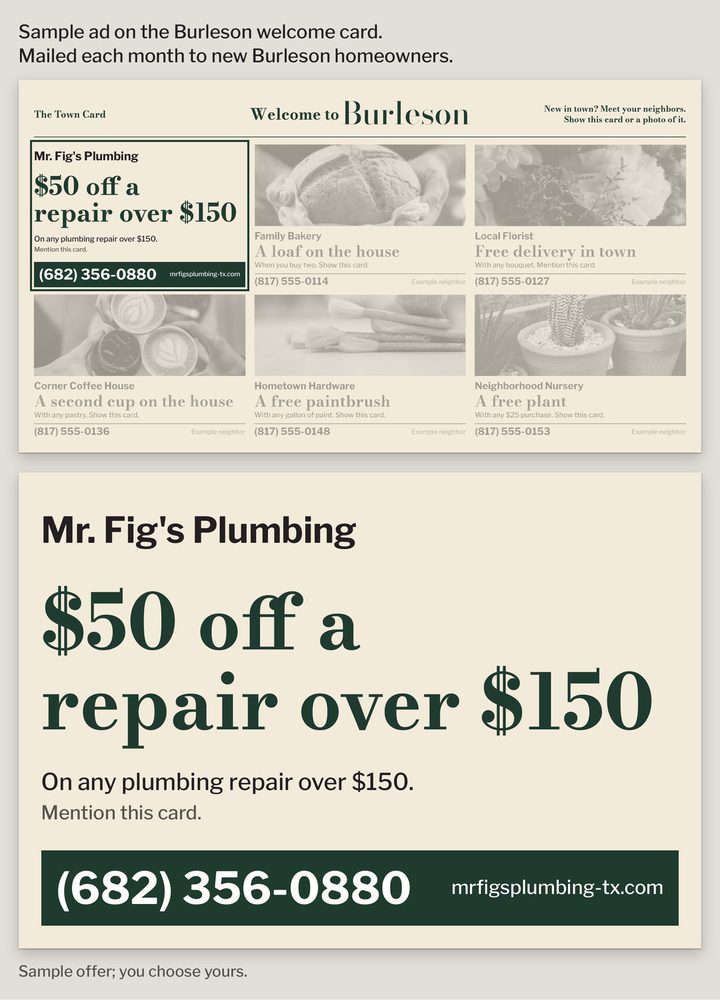 Sample ad on the Burleson welcome card.
Mailed each month to new Burleson homeowners.
The Town Card
Welcome to Burleson
New in town? Meet your neighbors.
Show this card or a photo of it.
Mr. Fig's Plumbing
$50 off a
repair over $150
On any plumbing repair over $150.
Mention this card.
(682) 356-0880 mrfigsplumbing-tx.com
Family Bakery
A loaf on the house
When you buy two. Show this card.
(817) 555-0114 Example neighbor
Local Florist
Free delivery in town
With any bouquet. Mention this card.
(817) 555-0127 Example neighbor
Corner Coffee House
A second cup on the house
With any pastry. Show this card.
(817) 555-0136 Example neighbor
Hometown Hardware
A free paintbrush
With any gallon of paint. Show this card.
(817) 555-0148 Example neighbor
Neighborhood Nursery
A free plant
With any $25 purchase. Show this card.
(817) 555-0153 Example neighbor
Mr. Fig's Plumbing
$50 off a
repair over $150
On any plumbing repair over $150.
Mention this card.
(682) 356-0880 mrfigsplumbing-tx.com
Sample offer; you choose yours.